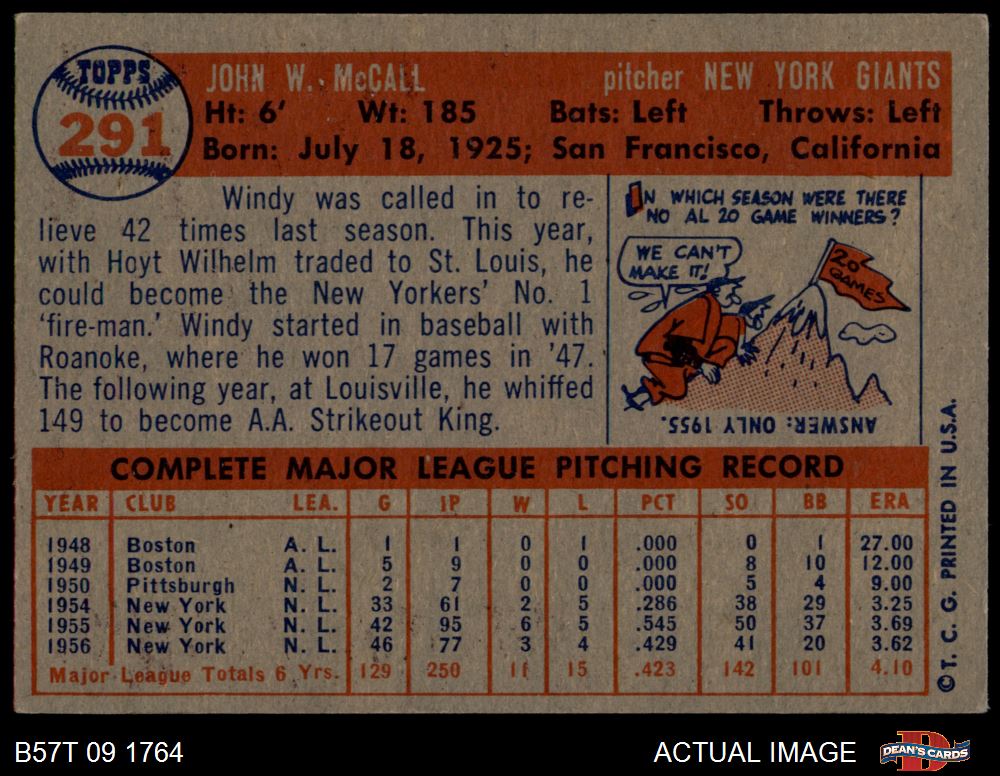 TOPPS
291
JOHN W. McCALL pitcher NEW YORK GIANTS
Ht: 6' Wt: 185 Bats: Left Throws: Left
Born: July 18, 1925; San Francisco, California
Windy was called in to re-
lieve 42 times last season. This year,
with Hoyt Wilhelm traded to St. Louis, he
could become the New Yorkers' No. 1
'fire-man.' Windy started in baseball with
Roanoke, where he won 17 games in '47.
The following year, at Louisville, he whiffed
149 to become A.A. Strikeout King.
IN WHICH SEASON WERE THERE
NO AL 20 GAME WINNERS?
WE CAN'T
MAKE IT!
20
GAMES
ANSWER: ONLY 1955.
COMPLETE MAJOR LEAGUE PITCHING RECORD
YEAR CLUB LEA. G IP W L PCT SO BB ERA
1948 Boston A. L. 1 1 0 1 .000 0 1 27.00
1949 Boston A. L. 5 9 0 0 .000 8 10 12.00
1950 Pittsburgh N. L. 2 7 0 0 .000 5 4 9.00
1954 New York N. L. 33 61 2 5 .286 38 29 3.25
1955 New York N. L. 42 95 6 5 .545 50 37 3.69
1956 New York N. L. 46 77 3 4 .429 41 20 3.62
Major League Totals 6 Yrs. 129 250 11 15 .423 142 101 4.10
©T. C. G. PRINTED IN U.S.A.
B57T 09 1764
ACTUAL IMAGE
D
DEAN'S CARDS